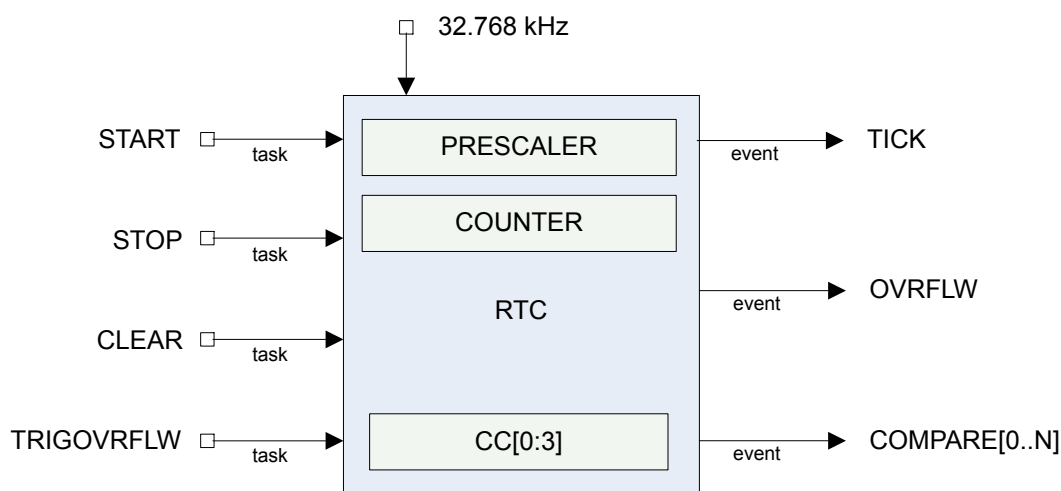 32.768 kHz
START
task
PRESCALER
event
TICK
STOP
task
COUNTER
RTC
event
OVRFLW
CLEAR
task
TRIGOVRFLW
task
CC[0:3]
event
COMPARE[0..N]